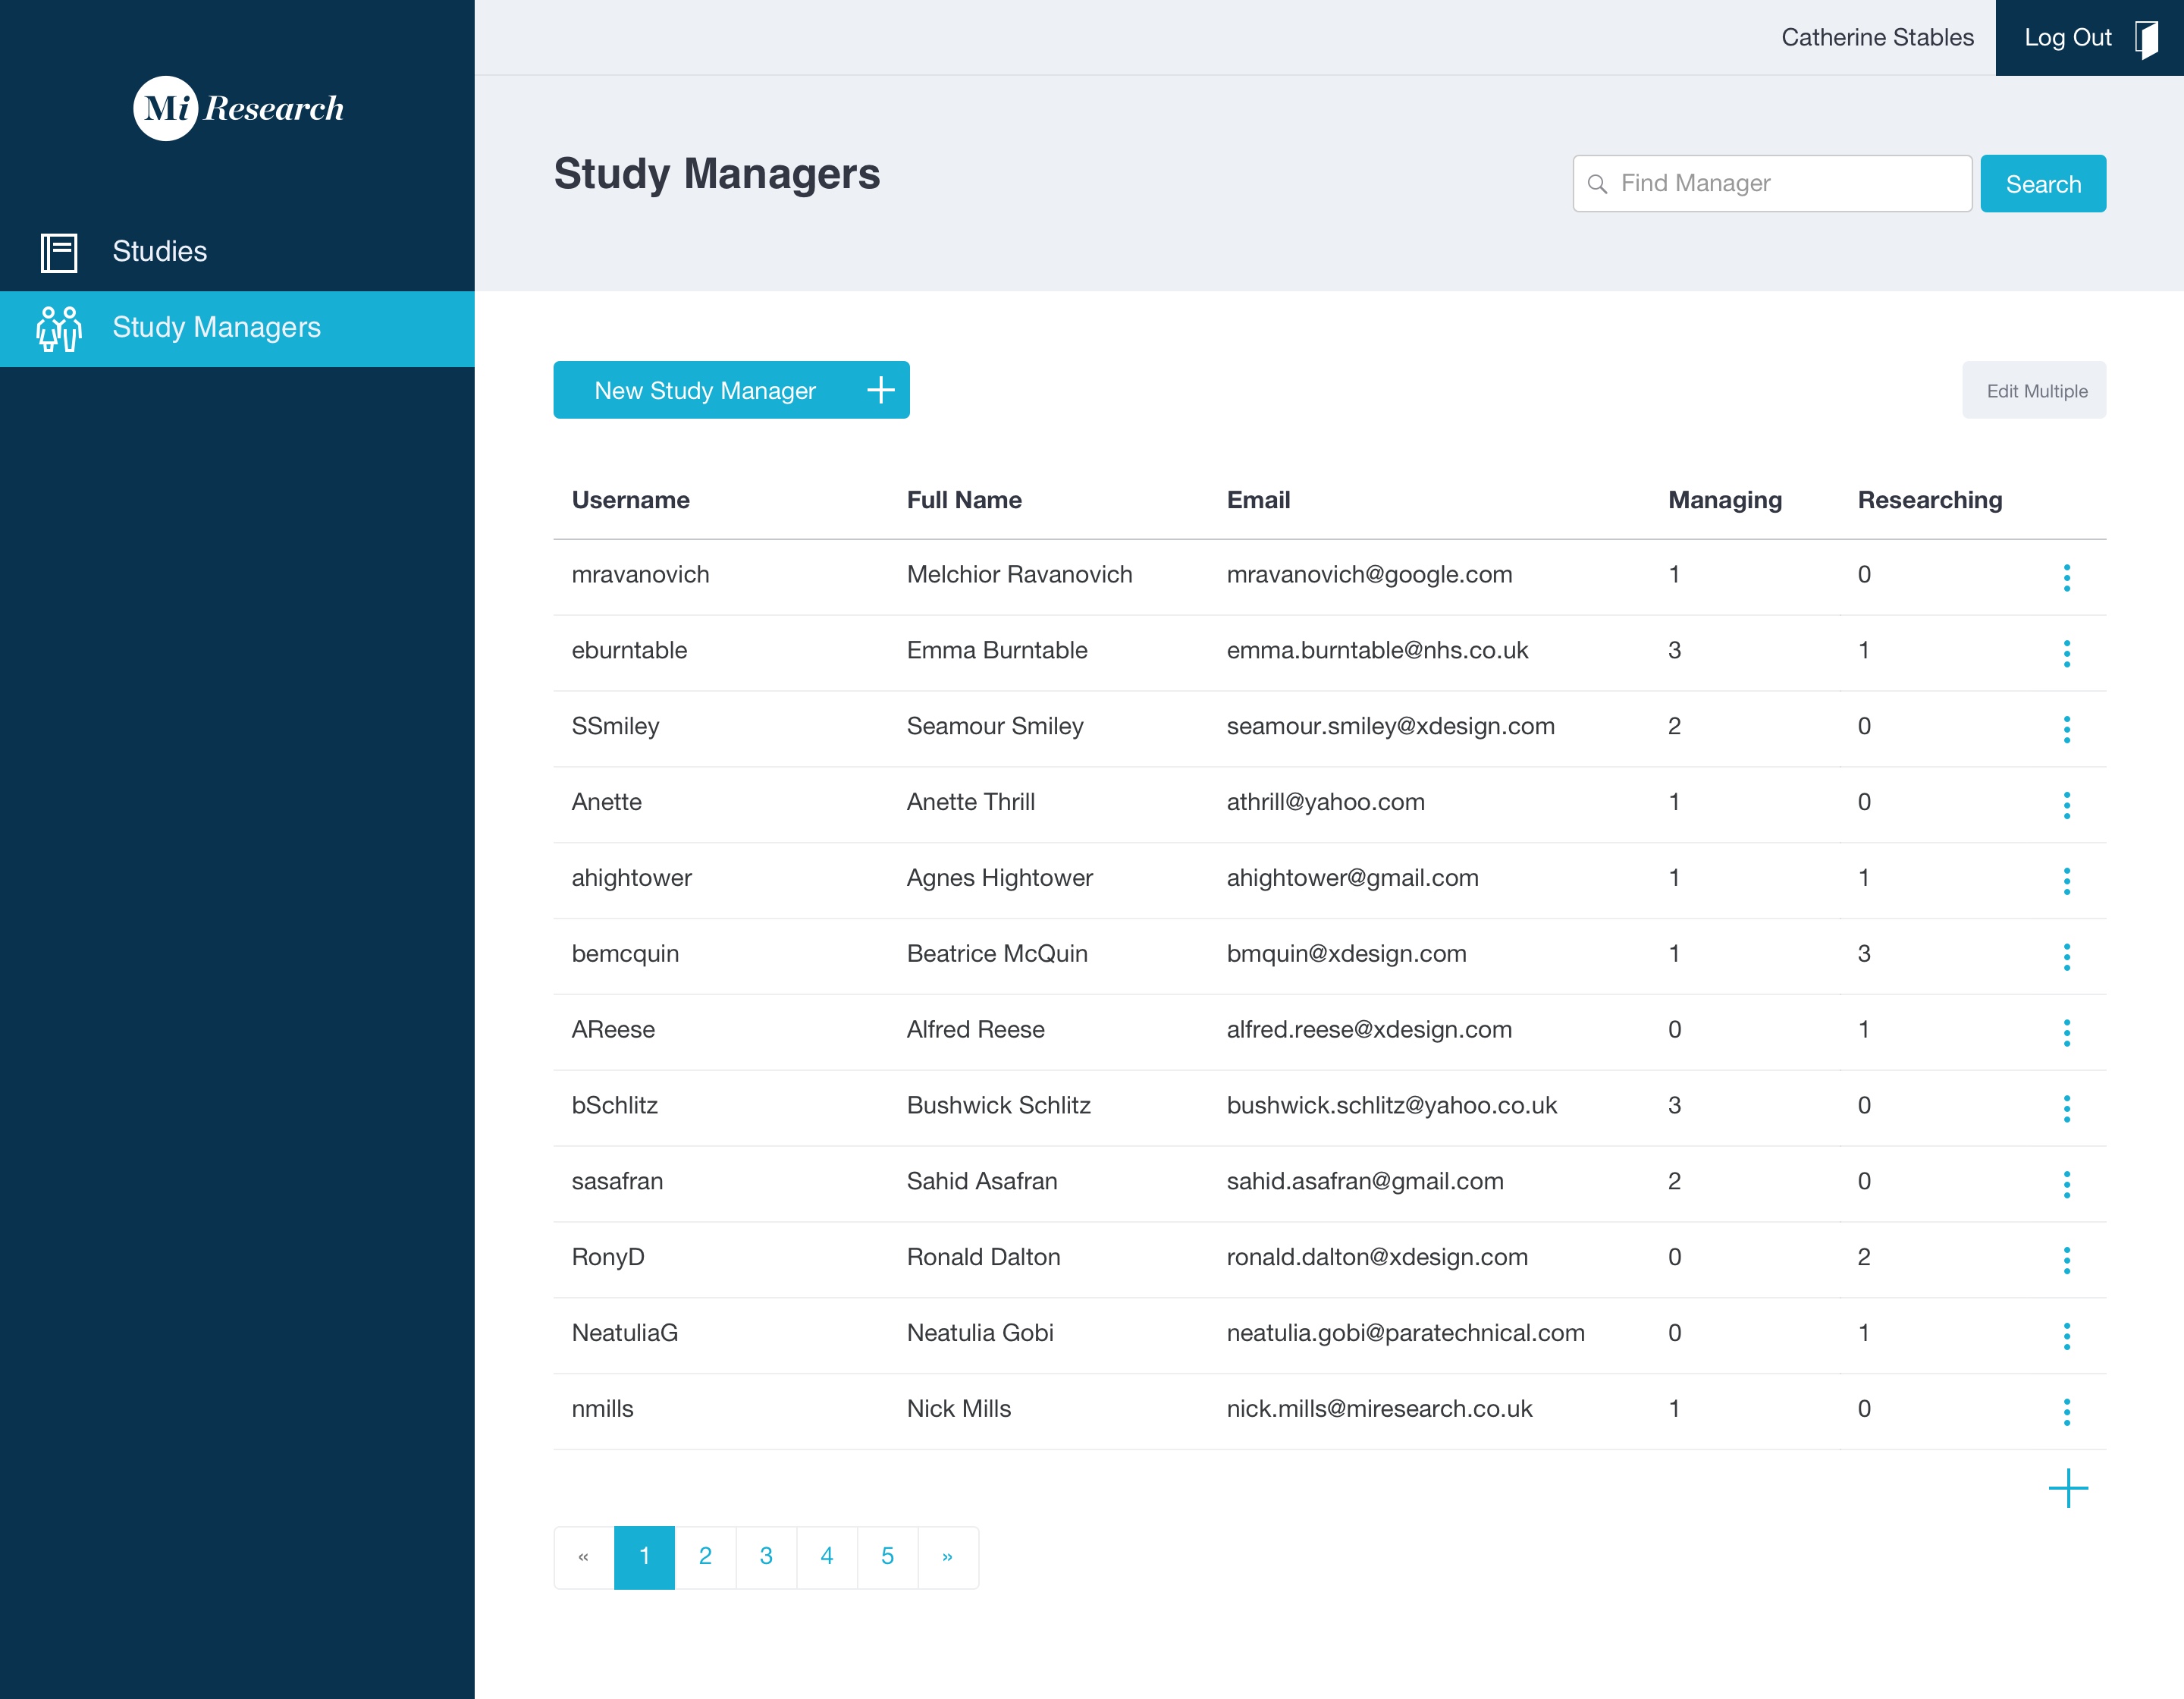 Catherine Stables
Log Out
Mi Research
Study Managers
Find Manager
Search
Studies
Study Managers
New Study Manager
Edit Multiple
Username Full Name Email Managing Researching
mravanovich Melchior Ravanovich mravanovich@google.com 1 0
eburntable Emma Burntable emma.burntable@nhs.co.uk 3 1
SSmiley Seamour Smiley seamour.smiley@xdesign.com 2 0
Anette Anette Thrill athrill@yahoo.com 1 0
ahightower Agnes Hightower ahightower@gmail.com 1 1
bemcquin Beatrice McQuin bmquin@xdesign.com 1 3
AReese Alfred Reese alfred.reese@xdesign.com 0 1
bSchlitz Bushwick Schlitz bushwick.schlitz@yahoo.co.uk 3 0
sasafran Sahid Asafran sahid.asafran@gmail.com 2 0
RonyD Ronald Dalton ronald.dalton@xdesign.com 0 2
NeatuliaG Neatulia Gobi neatulia.gobi@paratechnical.com 0 1
nmills Nick Mills nick.mills@miresearch.co.uk 1 0
« 1 2 3 4 5 »